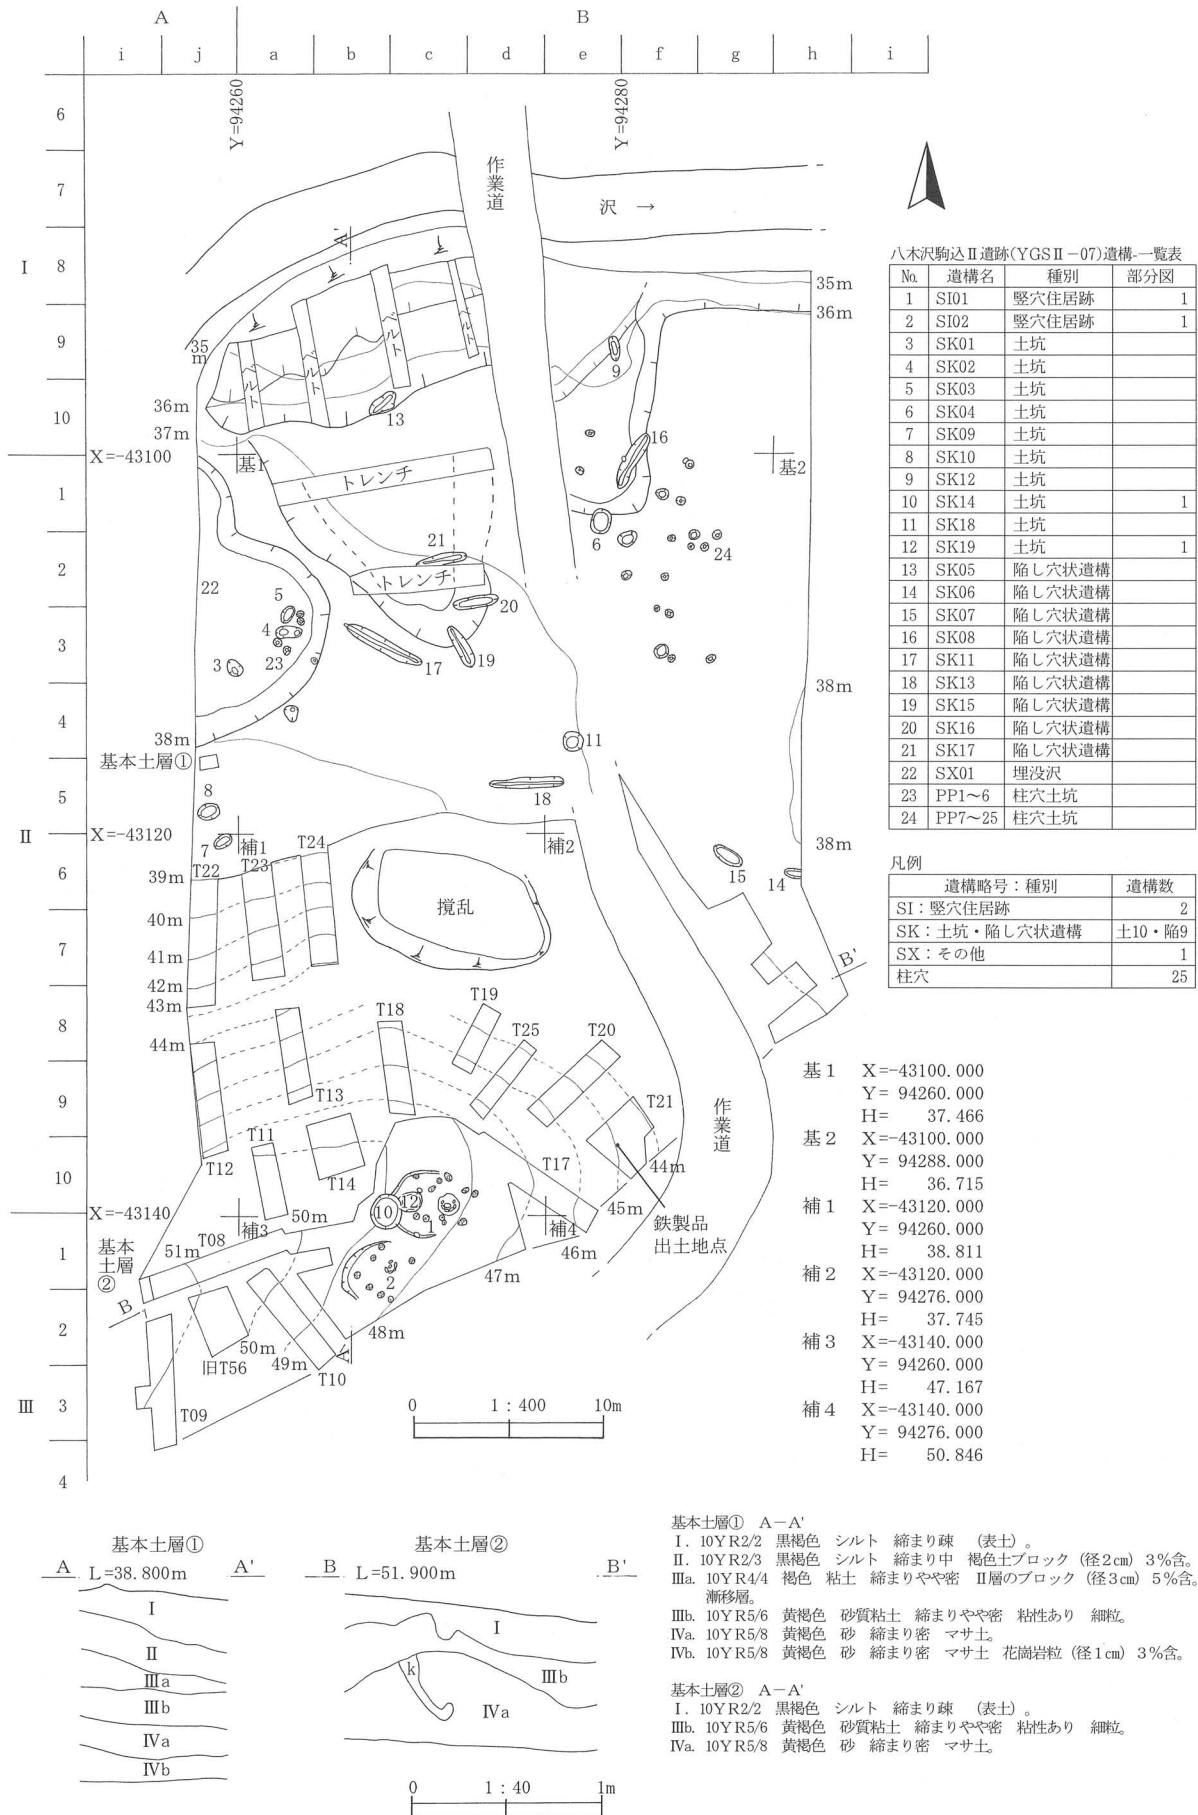 A B
i j a b c d e f g h i
Y=94260
Y=94280
6
7
8
9
10
1
2
3
4
5
6
7
8
9
10
1
2
3
4
I
II
III
作業道
沢 →
A'
35m
36m
35m
36m
37m
ベルト
ベルト
ベルト
ベルト
9
13
16
X=-43100
基1
基2
トレンチ
21
6
24
トレンチ
22
5
20
4
23
3
17
19
38m
38m
基本土層①
11
8
18
X=-43120
7
補1
補2
T22
T23
T24
39m
40m
41m
42m
43m
44m
攪乱
38m
15
14
B'
T18
T19
T25
T20
T13
T21
作業道
T11
T12
T14
T17
44m
45m
46m
47m
48m
X=-43140
50m
補3
補4
10
12
1
2
鉄製品
出土地点
基本
土層
②
51m
T08
B
50m
49m
旧T56
T10
A
T09
0 1:400 10m
八木沢駒込Ⅱ遺跡(YGSⅡ-07)遺構-一覧表
No. 遺構名 種別 部分図
1 SI01 竪穴住居跡 1
2 SI02 竪穴住居跡 1
3 SK01 土坑
4 SK02 土坑
5 SK03 土坑
6 SK04 土坑
7 SK09 土坑
8 SK10 土坑
9 SK12 土坑
10 SK14 土坑 1
11 SK18 土坑
12 SK19 土坑 1
13 SK05 陥し穴状遺構
14 SK06 陥し穴状遺構
15 SK07 陥し穴状遺構
16 SK08 陥し穴状遺構
17 SK11 陥し穴状遺構
18 SK13 陥し穴状遺構
19 SK15 陥し穴状遺構
20 SK16 陥し穴状遺構
21 SK17 陥し穴状遺構
22 SX01 埋没沢
23 PP1～6 柱穴土坑
24 PP7～25 柱穴土坑
凡例
遺構略号：種別 遺構数
SI：竪穴住居跡 2
SK：土坑・陥し穴状遺構 土10・陥9
SX：その他 1
柱穴 25
基1 X=-43100.000
Y= 94260.000
H= 37.466
基2 X=-43100.000
Y= 94288.000
H= 36.715
補1 X=-43120.000
Y= 94260.000
H= 38.811
補2 X=-43120.000
Y= 94276.000
H= 37.745
補3 X=-43140.000
Y= 94260.000
H= 47.167
補4 X=-43140.000
Y= 94276.000
H= 50.846
基本土層①
A L=38.800m A'
I
II
IIIa
IIIb
IVa
IVb
基本土層②
B L=51.900m B'
I
k
IIIb
IVa
0 1:40 1m
基本土層① A－A'
I. 10YR2/2 黒褐色 シルト 締まり疎 （表土）。
II. 10YR2/3 黒褐色 シルト 締まり中 褐色土ブロック（径2㎝）3％含。
IIIa. 10YR4/4 褐色 粘土 締まりやや密 II層のブロック（径3㎝）5％含。
漸移層。
IIIb. 10YR5/6 黄褐色 砂質粘土 締まりやや密 粘性あり 細粒。
IVa. 10YR5/8 黄褐色 砂 締まり密 マサ土。
IVb. 10YR5/8 黄褐色 砂 締まり密 マサ土 花崗岩粒（径1㎝）3％含。
基本土層② A－A'
I. 10YR2/2 黒褐色 シルト 締まり疎 （表土）。
IIIb. 10YR5/6 黄褐色 砂質粘土 締まりやや密 粘性あり 細粒。
IVa. 10YR5/8 黄褐色 砂 締まり密 マサ土。